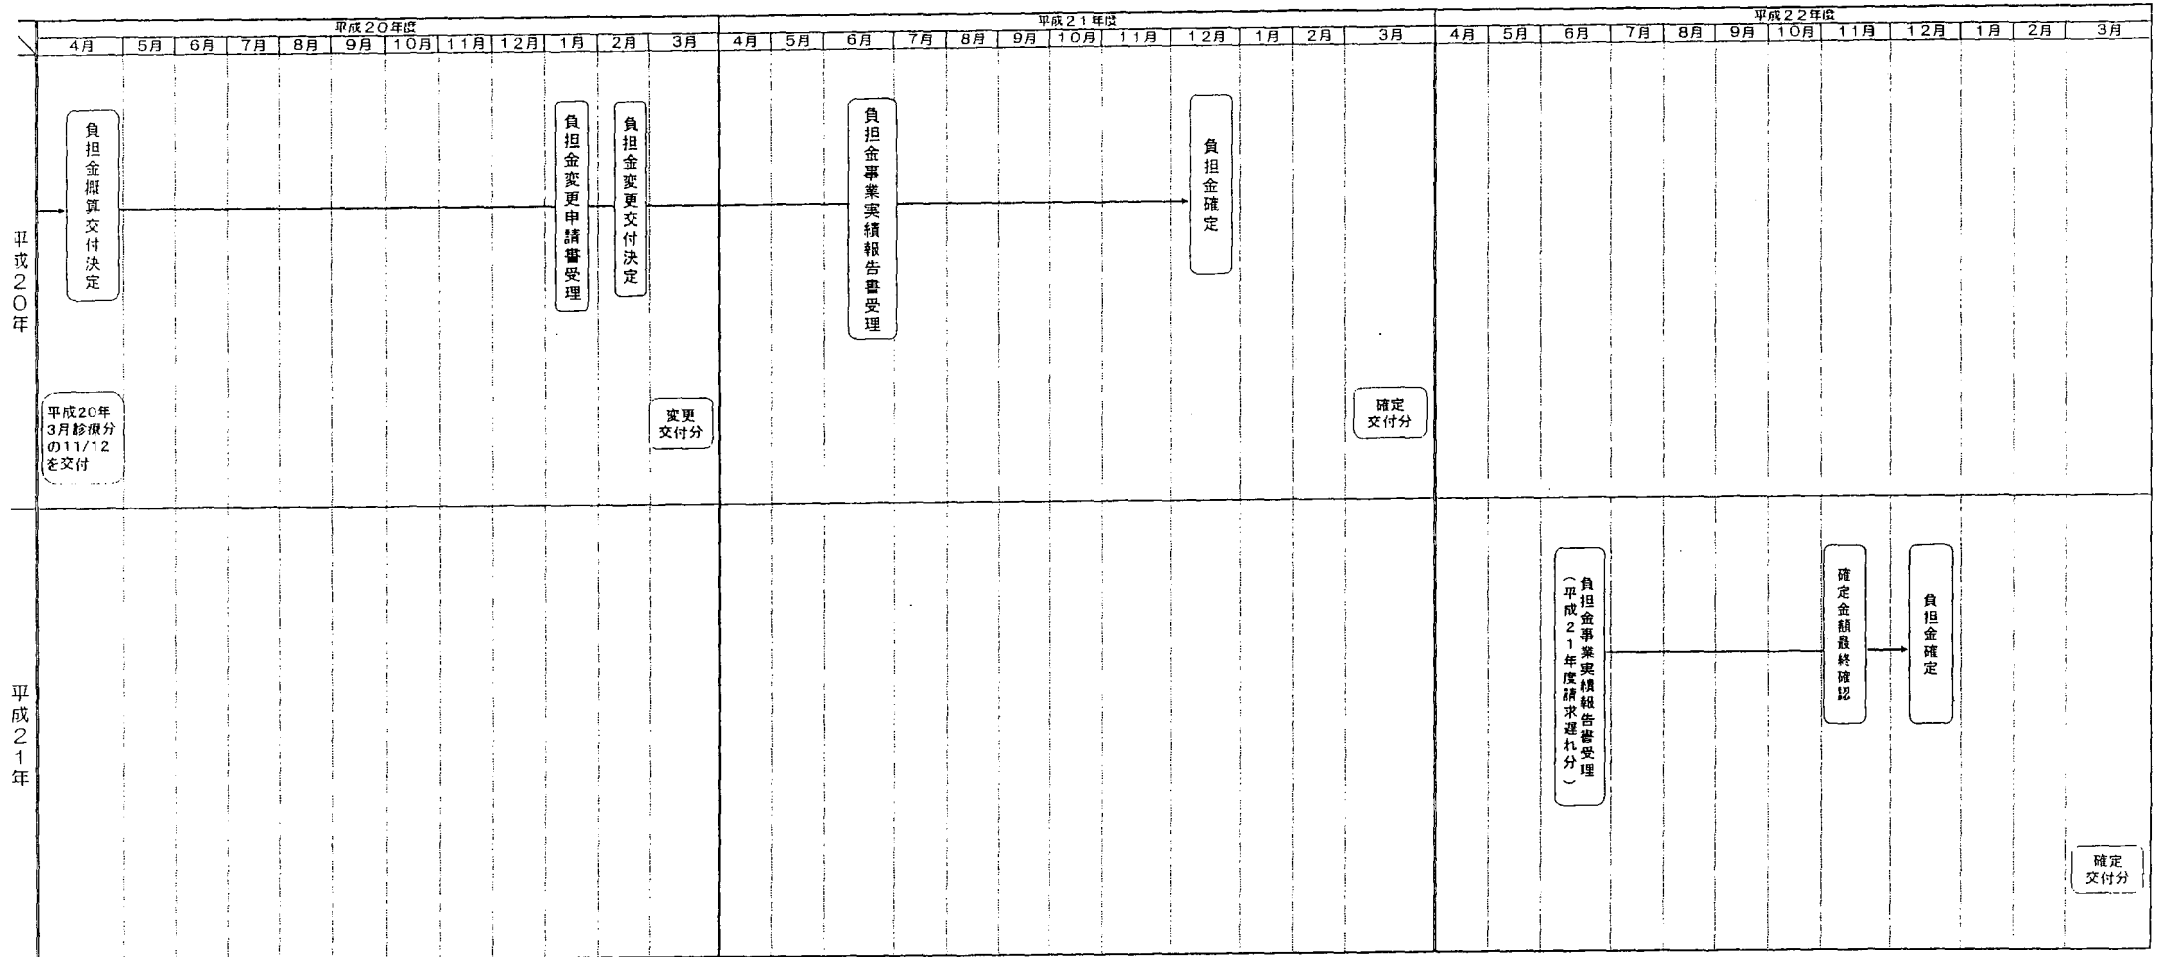 平成20年度
平成21年度
平成22年度
4月 5月 6月 7月 8月 9月 10月 11月 12月 1月 2月 3月 4月 5月 6月 7月 8月 9月 10月 11月 12月 1月 2月 3月 4月 5月 6月 7月 8月 9月 10月 11月 12月 1月 2月 3月
平成20年
負担金概算交付決定
負担金変更申請書受理
負担金変更交付決定
負担金事業実績報告書受理
負担金確定
平成20年
3月診療分
の11/12
を交付
変更
交付分
確定
交付分
平成21年
負担金事業実績報告書受理
（平成21年度請求遅れ分）
確定金額最終確認
負担金確定
確定
交付分